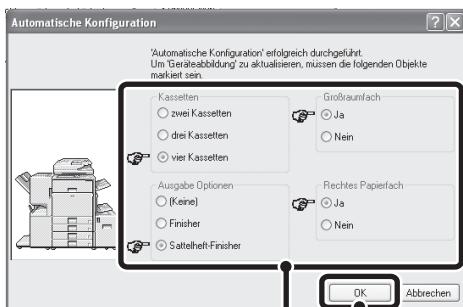 Automatische Konfiguration
'Automatische Konfiguration' erfolgreich durchgeführt.
Um 'Geräteabbildung' zu aktualisieren, müssen die folgenden Objekte
markiert sein.
Kassetten
zwei Kassetten
drei Kassetten
vier Kassetten
Großraumfach
Ja
Nein
Ausgabe Optionen
(Keine)
Finisher
Sattelheft-Finisher
Rechtes Papierfach
Ja
Nein
OK
Abbrechen